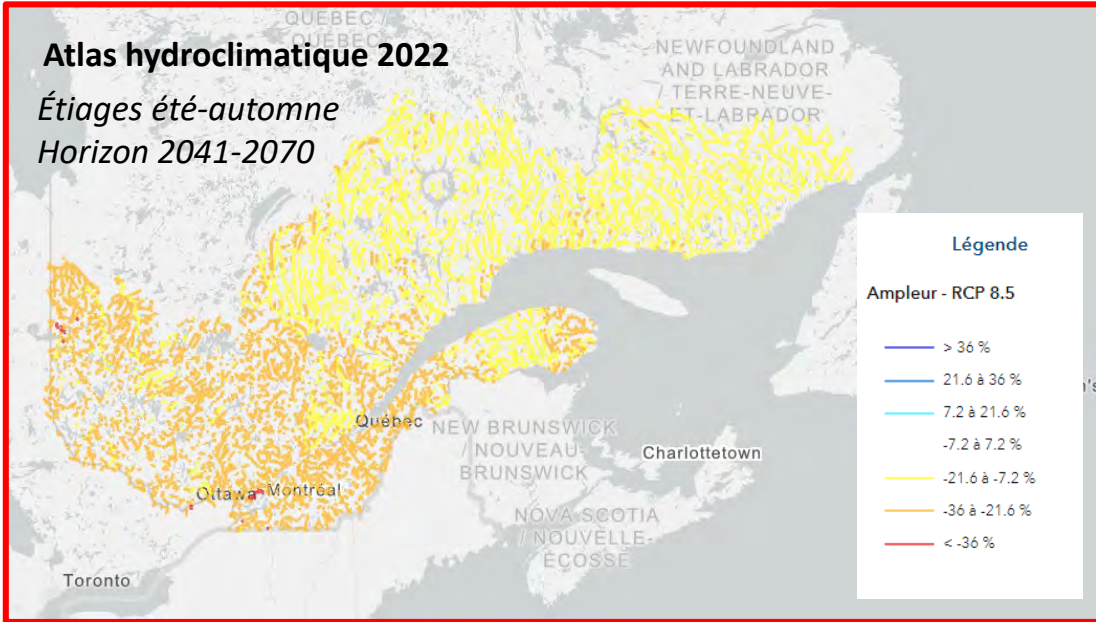 QUÉBEC /
QUÉBEC
Atlas hydroclimatique 2022
Étiages été-automne
Horizon 2041-2070
NEWFOUNDLAND
AND LABRADOR
/ TERRE-NEUVE-
ET-LABRADOR
Légende
Ampleur - RCP 8.5
> 36 %
21.6 à 36 %
7.2 à 21.6 %
-7.2 à 7.2 %
-21.6 à -7.2 %
-36 à -21.6 %
< -36 %
Québec
NEW BRUNSWICK
/ NOUVEAU-
BRUNSWICK
Charlottetown
Ottawa
Montréal
NOVA SCOTIA
/ NOUVELLE-
ÉCOSSE
Toronto